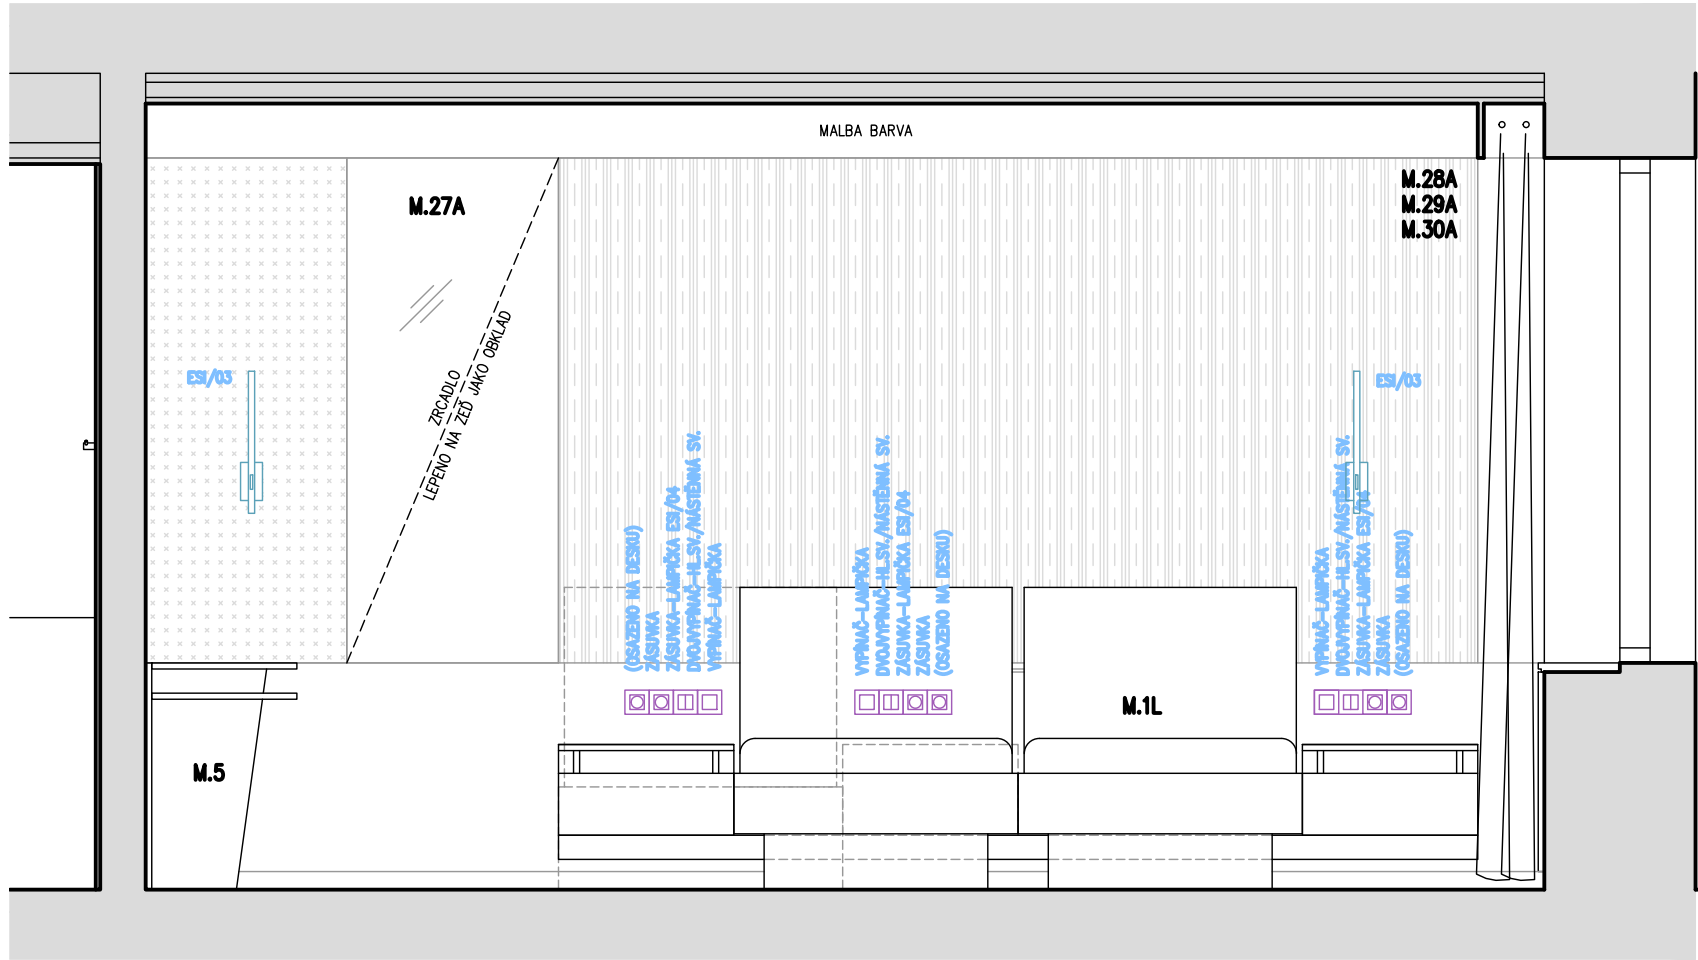 MALBA BARVA
M.27A
M.28A
M.29A
M.30A
ZRCADLO
LEPENO NA ZEĎ JAKO OBKLAD
ESI/03
ESI/03
(OSAZENO NA DESKU)
ZÁSUVKA
ZÁSUVKA-LAMPIČKA ESI/04
DVOJVYPÍNAČ-HL.SV./NÁSTĚNNÁ SV.
VYPÍNAČ-LAMPIČKA
VYPÍNAČ-LAMPIČKA
DVOJVYPÍNAČ-HL.SV./NÁSTĚNNÁ SV.
ZÁSUVKA-LAMPIČKA ESI/04
ZÁSUVKA
(OSAZENO NA DESKU)
VYPÍNAČ-LAMPIČKA
DVOJVYPÍNAČ-HL.SV./NÁSTĚNNÁ SV.
ZÁSUVKA-LAMPIČKA ESI/04
ZÁSUVKA
(OSAZENO NA DESKU)
M.1L
M.5